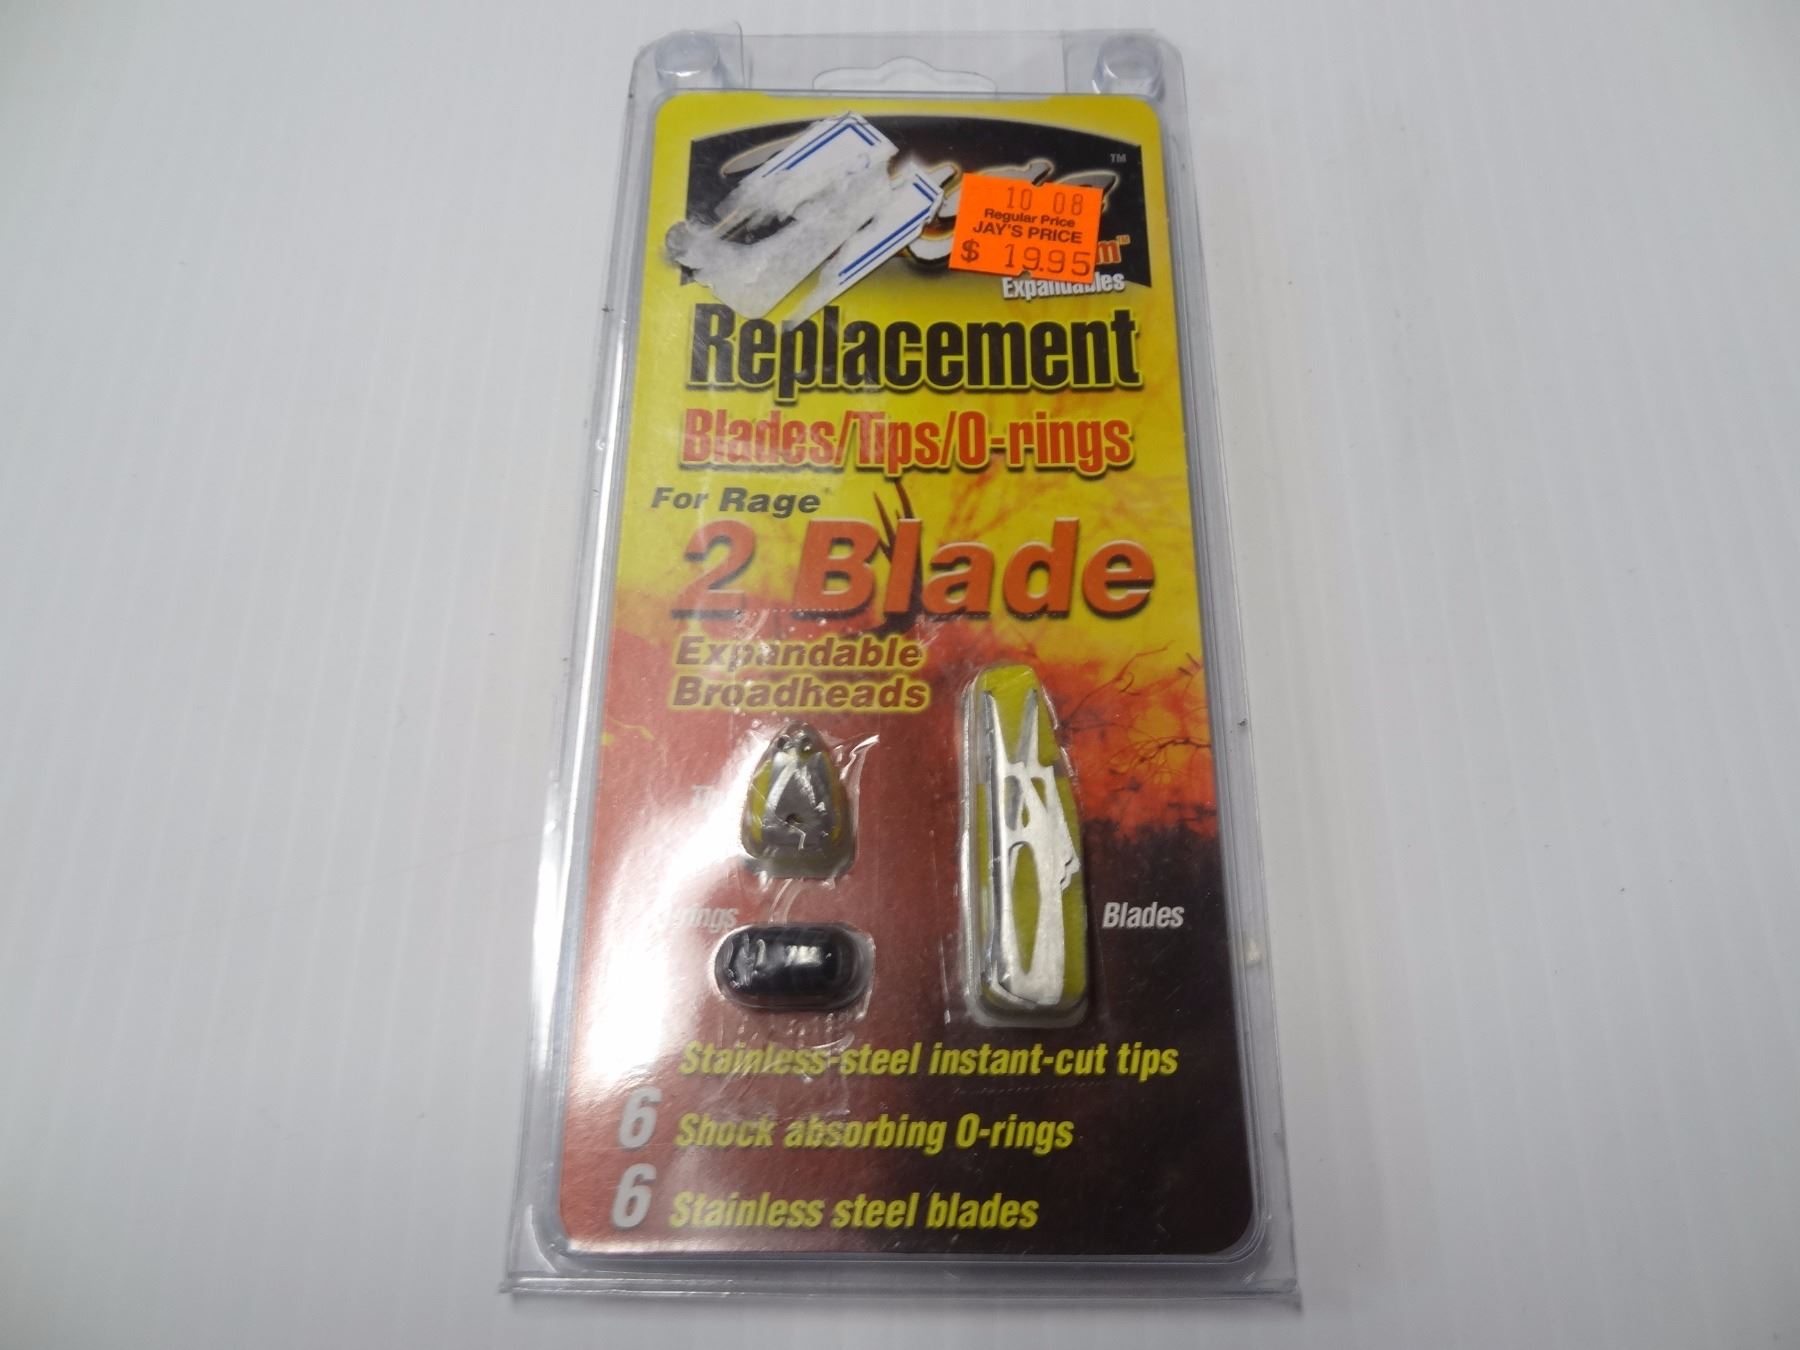 TM
10 08
Regular Price
JAY'S PRICE
$ 19.95
Expandables
Replacement
Blades/Tips/O-rings
For Rage
2 Blade
Expandable
Broadheads
Blades
Stainless-steel instant-cut tips
6 Shock absorbing O-rings
6 Stainless steel blades